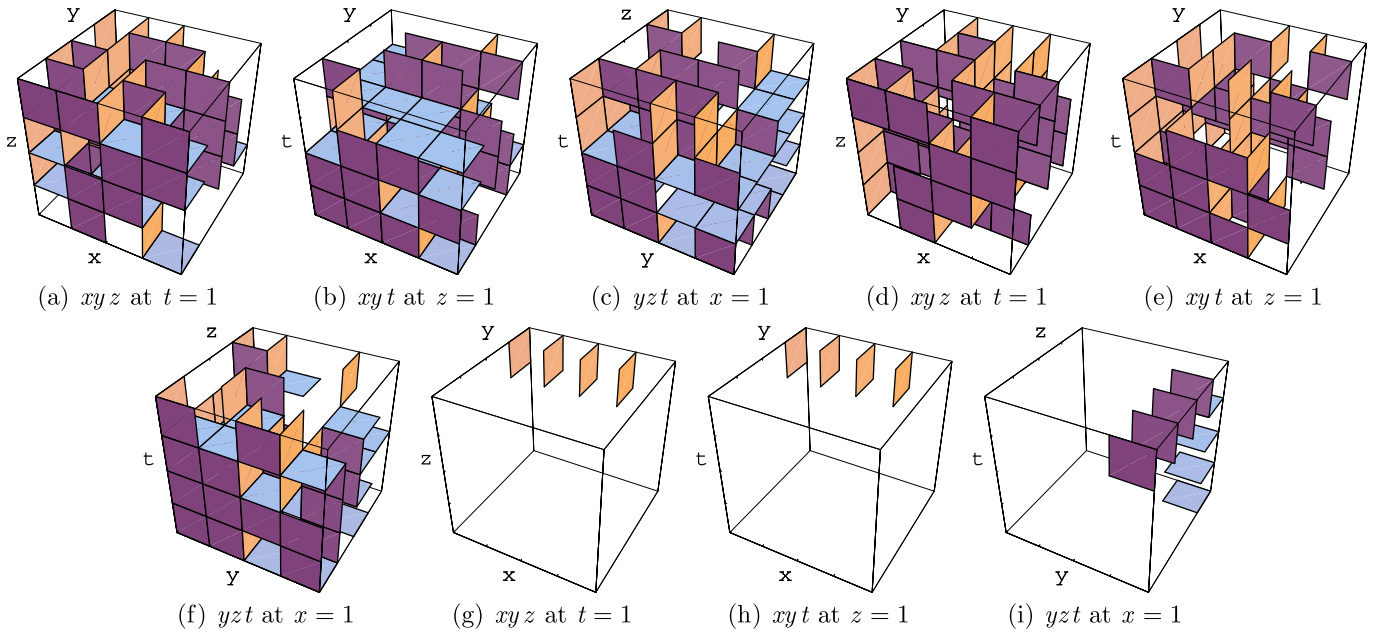 y y z y y
z t t z t
x x y x x
(a) xyz at t = 1 (b) xyt at z = 1 (c) yzt at x = 1 (d) xyz at t = 1 (e) xyt at z = 1
z y y z
t z t t
y x x y
(f) yzt at x = 1 (g) xyz at t = 1 (h) xyt at z = 1 (i) yzt at x = 1